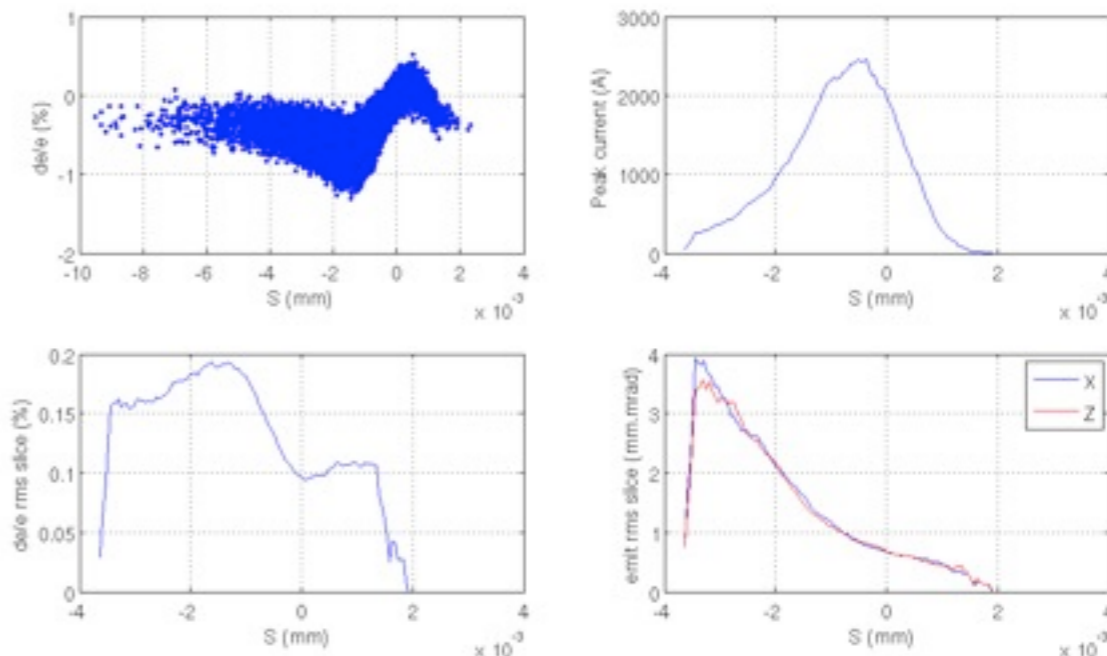 1
0
-1
-2
de/e (%)
-10 -8 -6 -4 -2 0 2 4
S (mm)
x 10⁻³
3000
2000
1000
0
Peak current (A)
-4 -2 0 2 4
S (mm)
x 10⁻³
0.2
0.15
0.1
0.05
0
de/e rms slice (%)
-4 -2 0 2 4
S (mm)
x 10⁻³
4
3
2
1
0
emit rms slice (mm.mrad)
X
Z
-4 -2 0 2 4
S (mm)
x 10⁻³